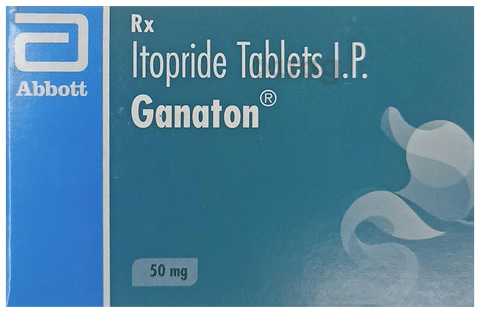 Abbott
Rx
Itopride Tablets I.P.
Ganaton®
50 mg